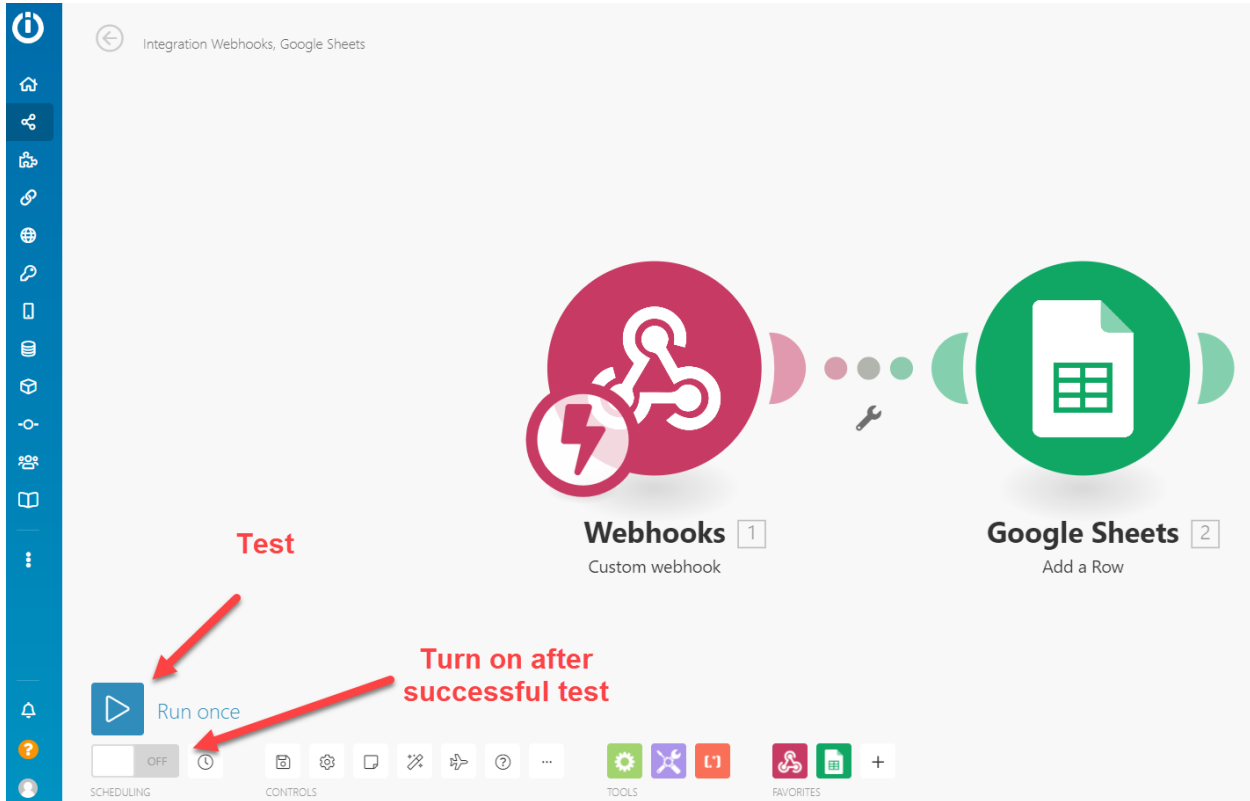 Integration Webhooks, Google Sheets
Webhooks 1
Custom webhook
Google Sheets 2
Add a Row
Test
Turn on after
successful test
Run once
OFF
SCHEDULING
CONTROLS
TOOLS
FAVORITES